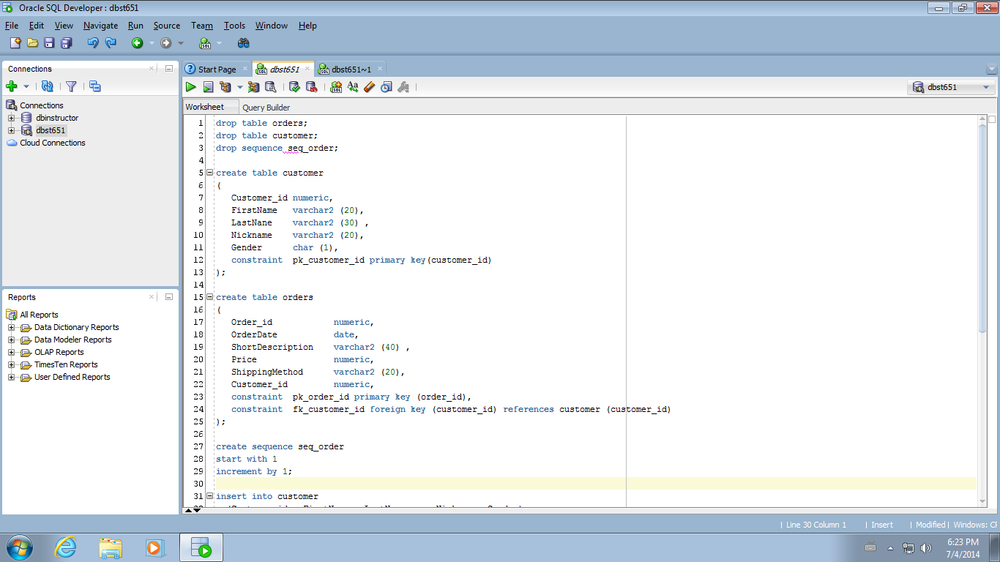 Oracle SQL Developer : dbst651
File Edit View Navigate Run Source Team Tools Window Help
Connections
Connections
dbinstructor
dbst651
Cloud Connections
Reports
All Reports
Data Dictionary Reports
Data Modeler Reports
OLAP Reports
TimesTen Reports
User Defined Reports
Start Page dbst651 dbst651~1
dbst651
Worksheet Query Builder
1 drop table orders;
2 drop table customer;
3 drop sequence seq_order;
4
5 create table customer
6 (
7 Customer_id numeric,
8 FirstName varchar2 (20),
9 LastNane varchar2 (30) ,
10 Nickname varchar2 (20),
11 Gender char (1),
12 constraint pk_customer_id primary key(customer_id)
13 );
14
15 create table orders
16 (
17 Order_id numeric,
18 OrderDate date,
19 ShortDescription varchar2 (40) ,
20 Price numeric,
21 ShippingMethod varchar2 (20),
22 Customer_id numeric,
23 constraint pk_order_id primary key (order_id),
24 constraint fk_customer_id foreign key (customer_id) references customer (customer_id)
25 );
26
27 create sequence seq_order
28 start with 1
29 increment by 1;
30
31 insert into customer
| Line 30 Column 1 | Insert | Modified | Windows: CF
6:23 PM
7/4/2014